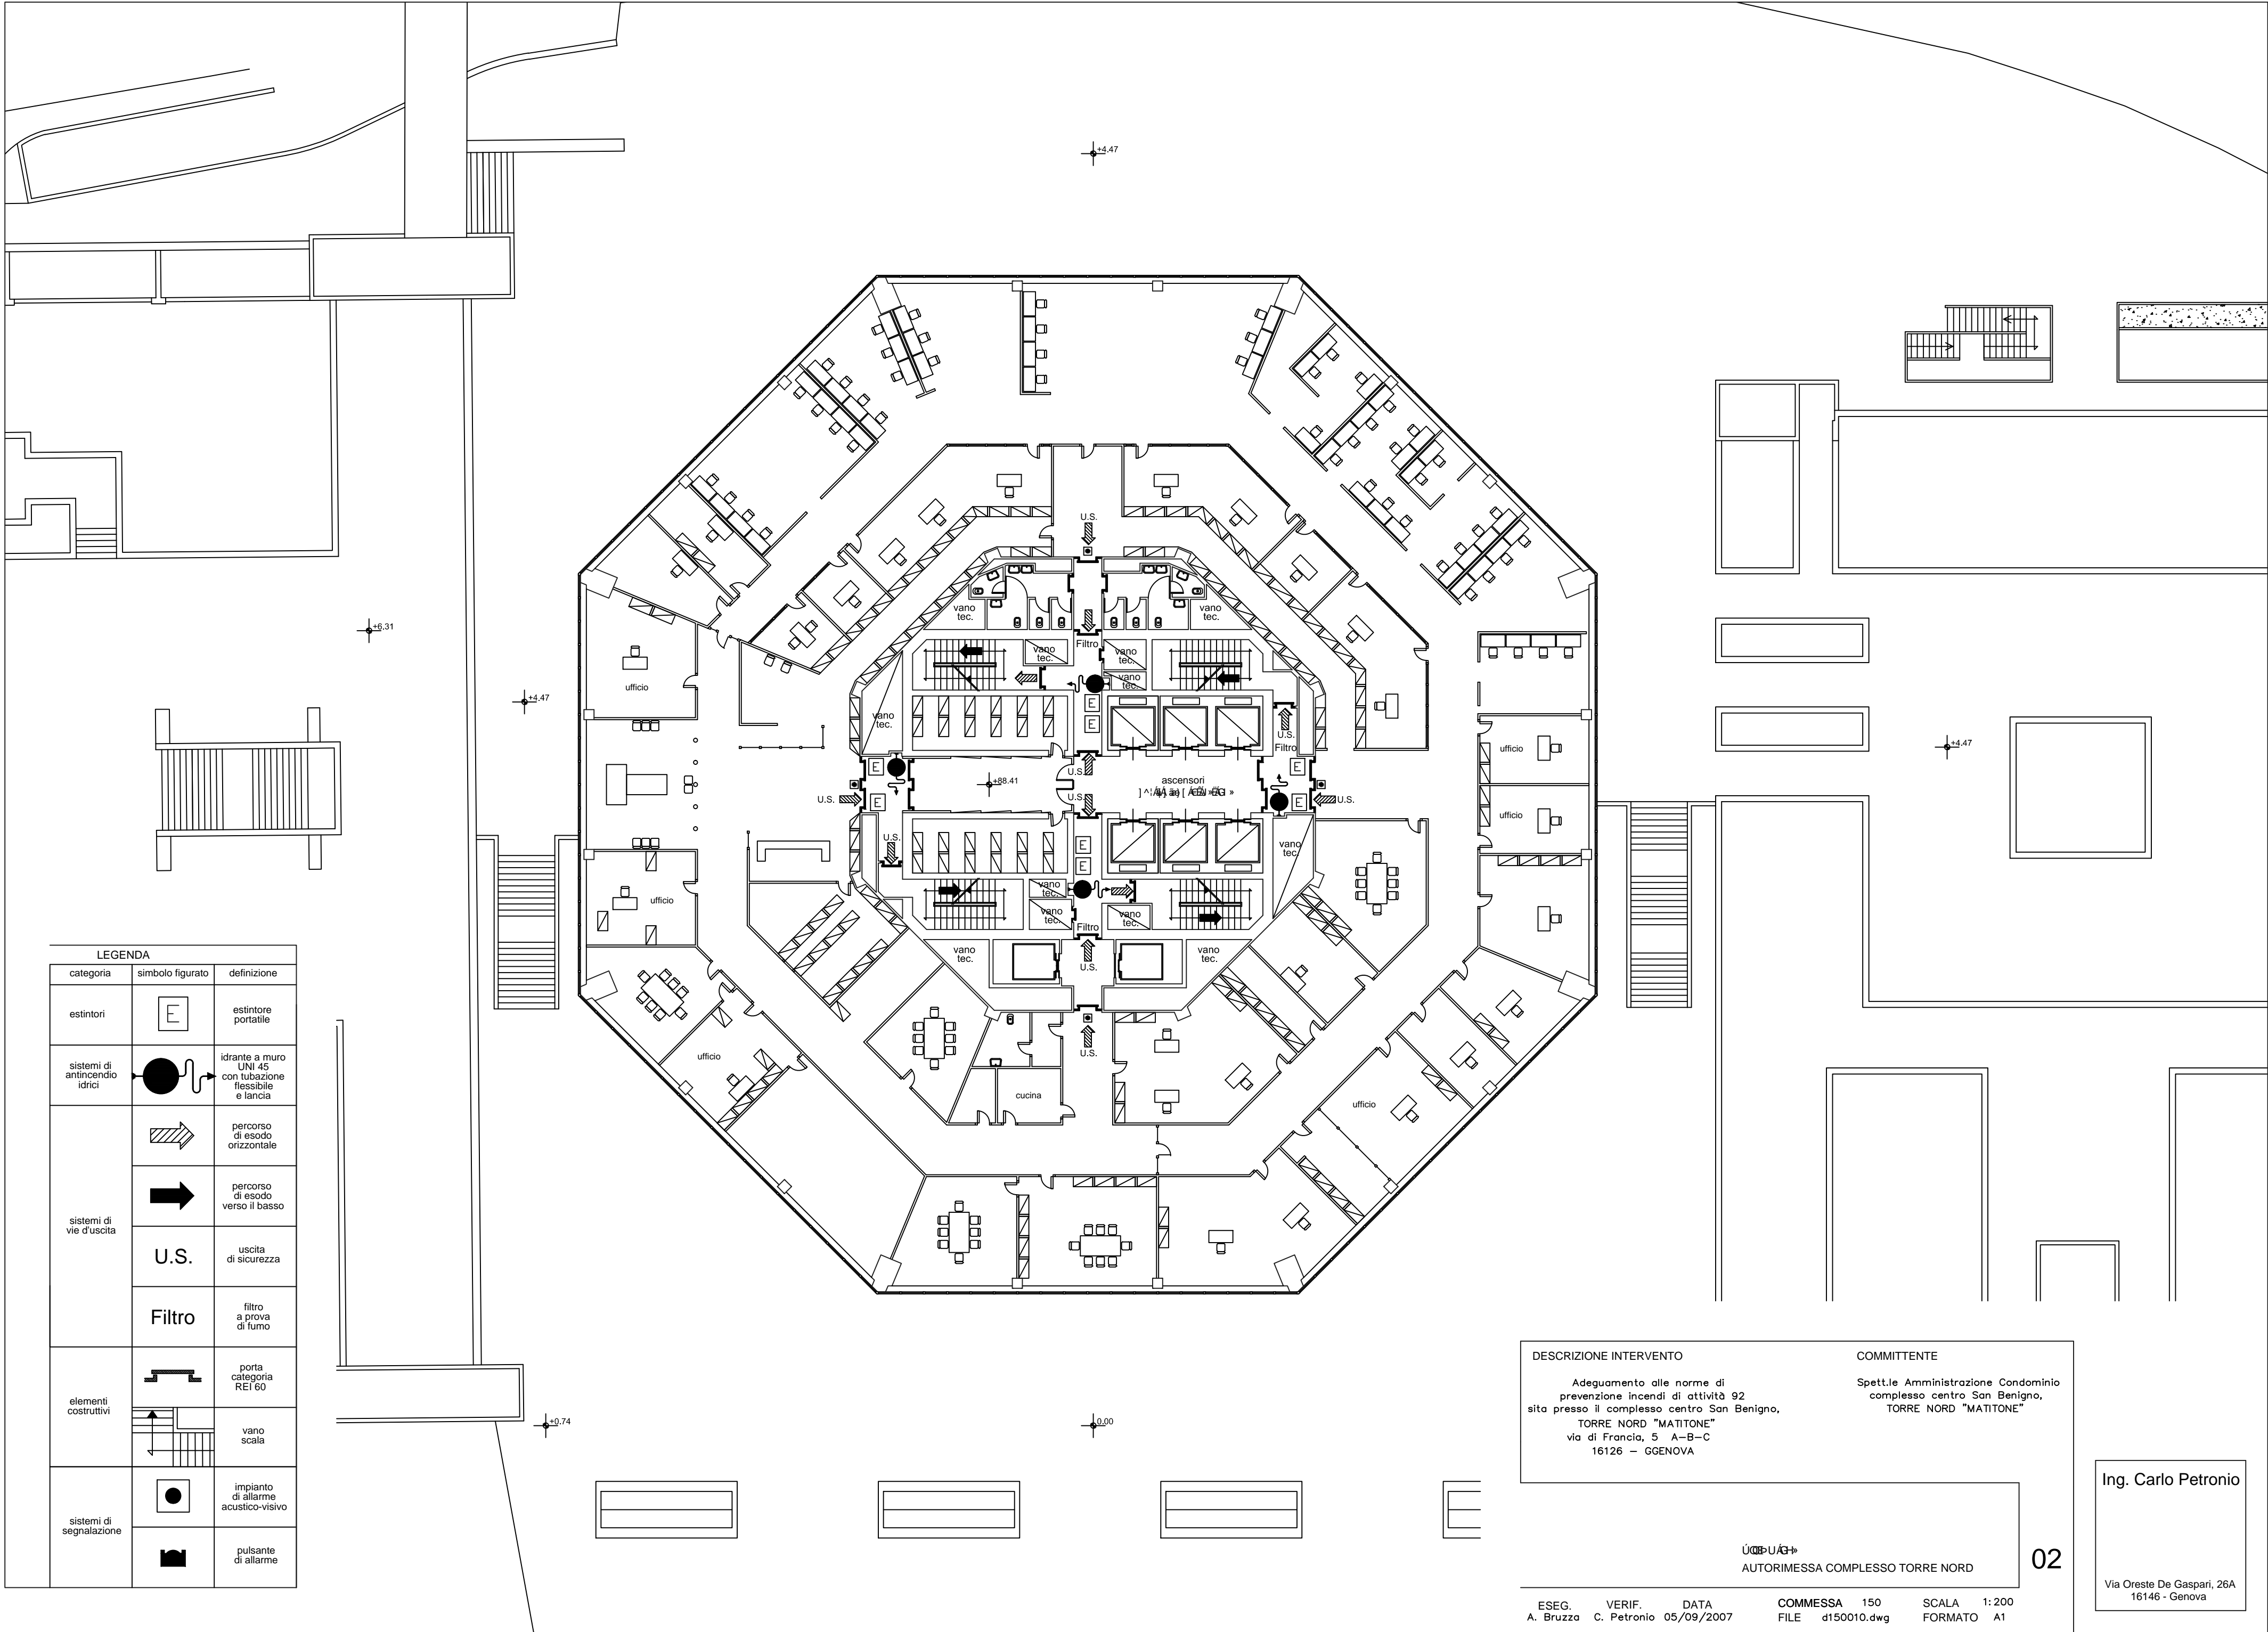 +4.47
+6.31
+4.47
+4.47
+88.41
+0.74
0.00
U.S.
vano
tec.
vano
tec.
Filtro
vano
tec.
vano
tec.
vano
tec.
ufficio
vano
tec.
E
E
U.S.
Filtro
ufficio
E
E
U.S.
ascensori
E
E
U.S.
U.S.
U.S.
ufficio
U.S.
E
E
vano
tec.
ufficio
vano
tec.
vano
tec.
vano
tec.
Filtro
vano
tec.
U.S.
vano
tec.
U.S.
ufficio
cucina
ufficio
LEGENDA
categoria
simbolo figurato
definizione
estintori
E
estintore
portatile
sistemi di
antincendio
idrici
idrante a muro
UNI 45
con tubazione
flessibile
e lancia
sistemi di
vie d'uscita
percorso
di esodo
orizzontale
percorso
di esodo
verso il basso
U.S.
uscita
di sicurezza
Filtro
filtro
a prova
di fumo
elementi
costruttivi
porta
categoria
REI 60
vano
scala
sistemi di
segnalazione
impianto
di allarme
acustico-visivo
pulsante
di allarme
DESCRIZIONE INTERVENTO
Adeguamento alle norme di
prevenzione incendi di attività 92
sita presso il complesso centro San Benigno,
TORRE NORD "MATITONE"
via di Francia, 5 A-B-C
16126 - GGENOVA
COMMITTENTE
Spett.le Amministrazione Condominio
complesso centro San Benigno,
TORRE NORD "MATITONE"
AUTORIMESSA COMPLESSO TORRE NORD
02
ESEG. VERIF. DATA COMMESSA 150 SCALA 1:200
A. Bruzza C. Petronio 05/09/2007 FILE d150010.dwg FORMATO A1
Ing. Carlo Petronio
Via Oreste De Gaspari, 26A
16146 - Genova